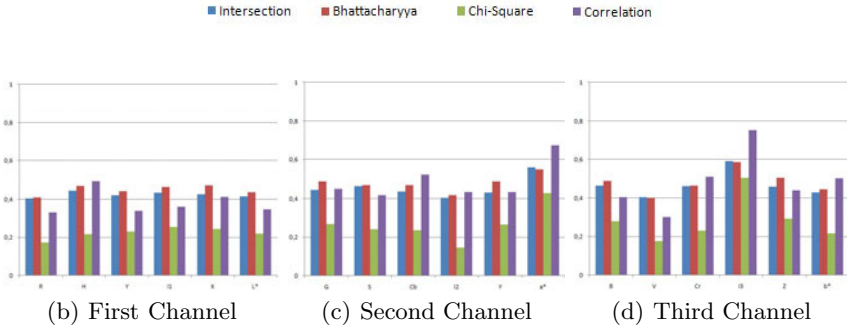 Intersection Bhattacharyya Chi-Square Correlation
1
0,8
0,6
0,4
0,2
0
R H Y I1 X L*
(b) First Channel
1
0,8
0,6
0,4
0,2
0
G S Cb I2 Y a*
(c) Second Channel
1
0,8
0,6
0,4
0,2
0
B V Cr I3 Z b*
(d) Third Channel